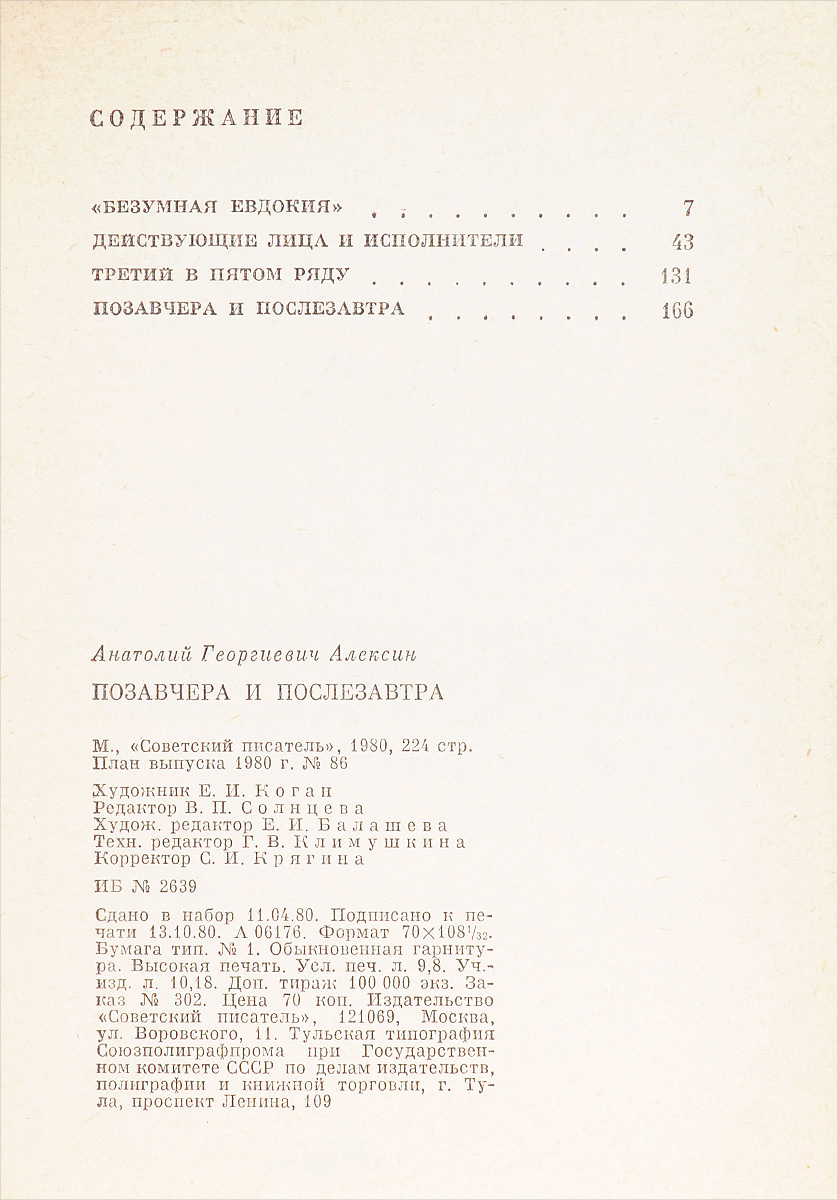 СОДЕРЖАНИЕ
«БЕЗУМНАЯ ЕВДОКИЯ» . . . . . . . . . . 7
ДЕЙСТВУЮЩИЕ ЛИЦА И ИСПОЛНИТЕЛИ . . . . 43
ТРЕТИЙ В ПЯТОМ РЯДУ . . . . . . . . . . 131
ПОЗАВЧЕРА И ПОСЛЕЗАВТРА . . . . . . . . 166
Анатолий Георгиевич Алексин
ПОЗАВЧЕРА И ПОСЛЕЗАВТРА
М., «Советский писатель», 1980, 224 стр.
План выпуска 1980 г. № 86
Художник Е. И. Коган
Редактор В. П. Солнцева
Худож. редактор Е. И. Балашева
Техн. редактор Г. В. Климушкина
Корректор С. И. Крягина
ИБ № 2639
Сдано в набор 11.04.80. Подписано к пе-
чати 13.10.80. А 06176. Формат 70×108¹/₃₂.
Бумага тип. № 1. Обыкновенная гарниту-
ра. Высокая печать. Усл. печ. л. 9,8. Уч.-
изд. л. 10,18. Доп. тираж 100 000 экз. За-
каз № 302. Цена 70 коп. Издательство
«Советский писатель», 121069, Москва,
ул. Воровского, 11. Тульская типография
Союзполиграфпрома при Государствен-
ном комитете СССР по делам издательств,
полиграфии и книжной торговли, г. Ту-
ла, проспект Ленина, 109